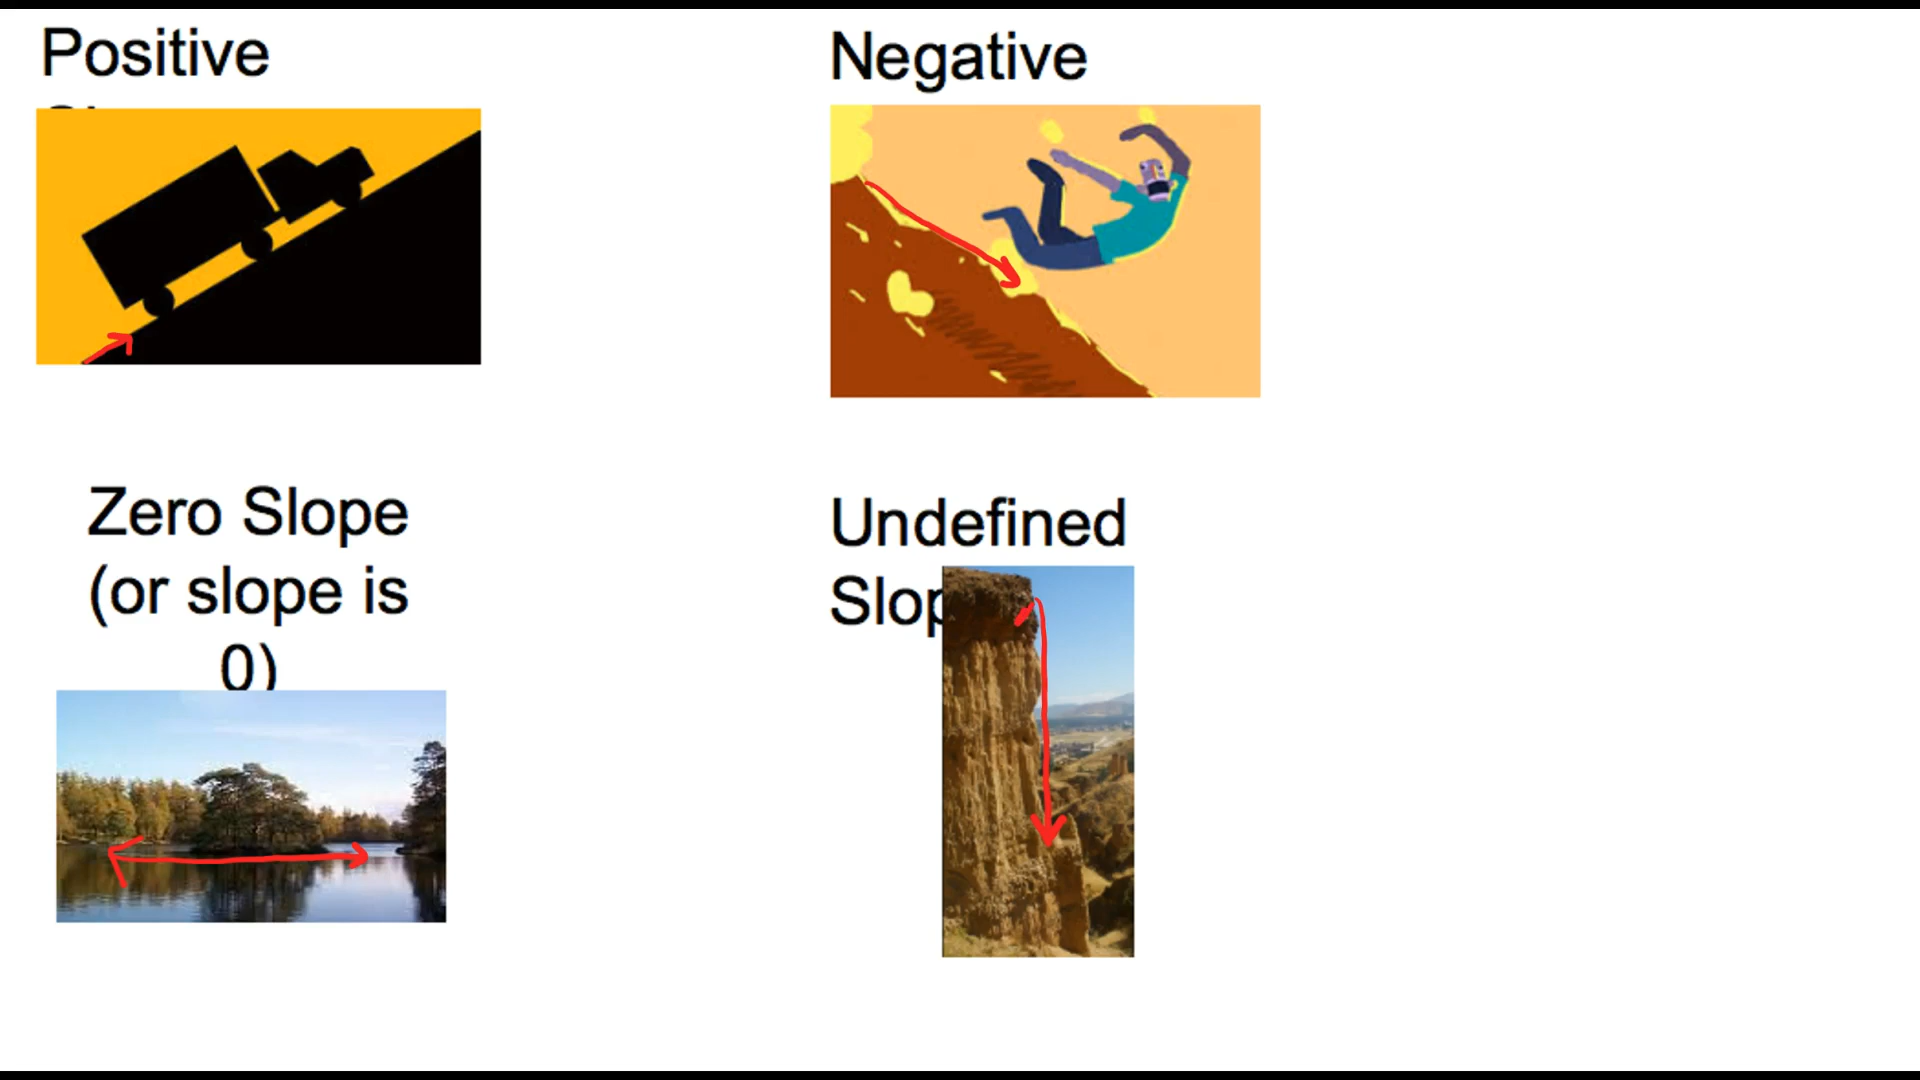 Positive
Negative
Zero Slope
(or slope is
0)
Undefined